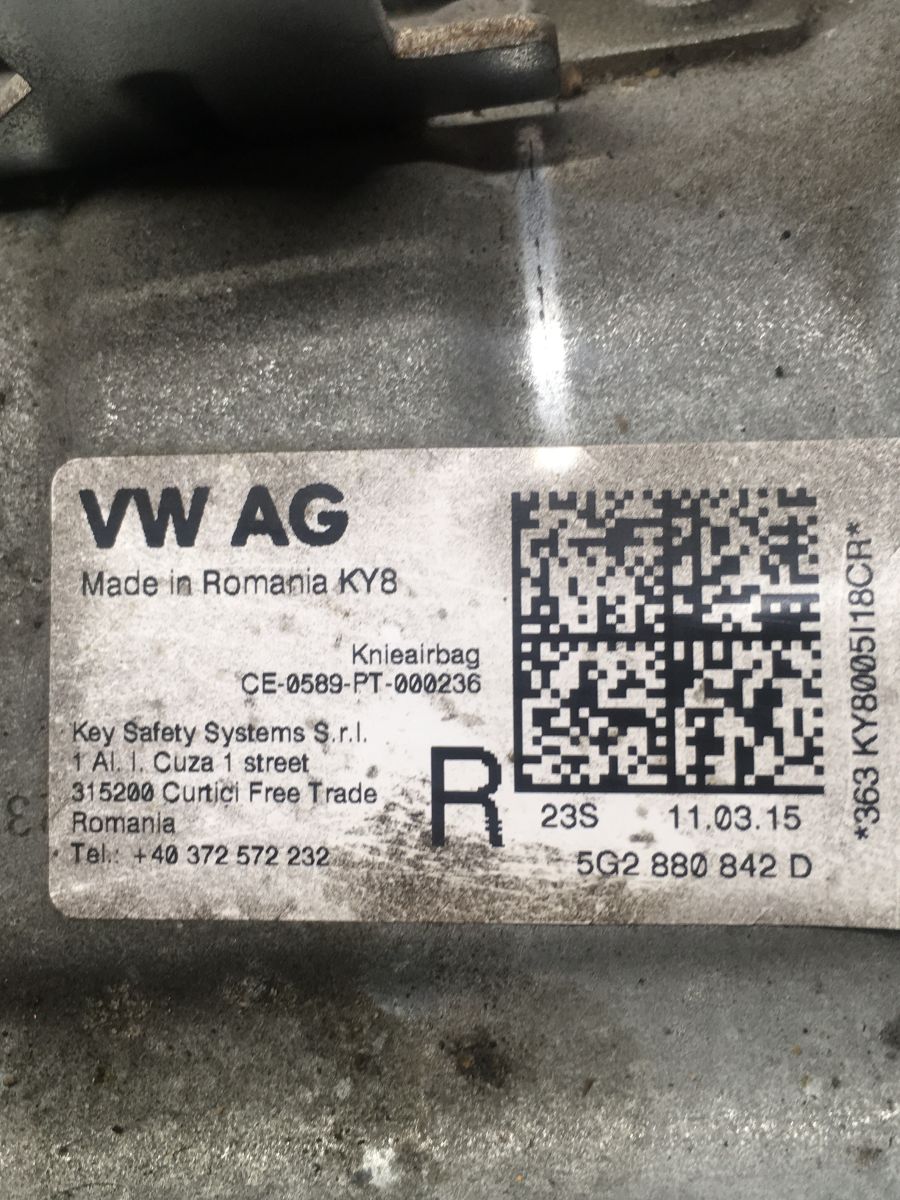 VW AG
Made in Romania KY8
Knieairbag
CE-0589-PT-000236
Key Safety Systems S.r.l.
1 Al. I. Cuza 1 street
315200 Curtici Free Trade
Romania
Tel.: +40 372 572 232
R
23S 11.03.15
5G2 880 842 D
*363 KY80005I18CR*